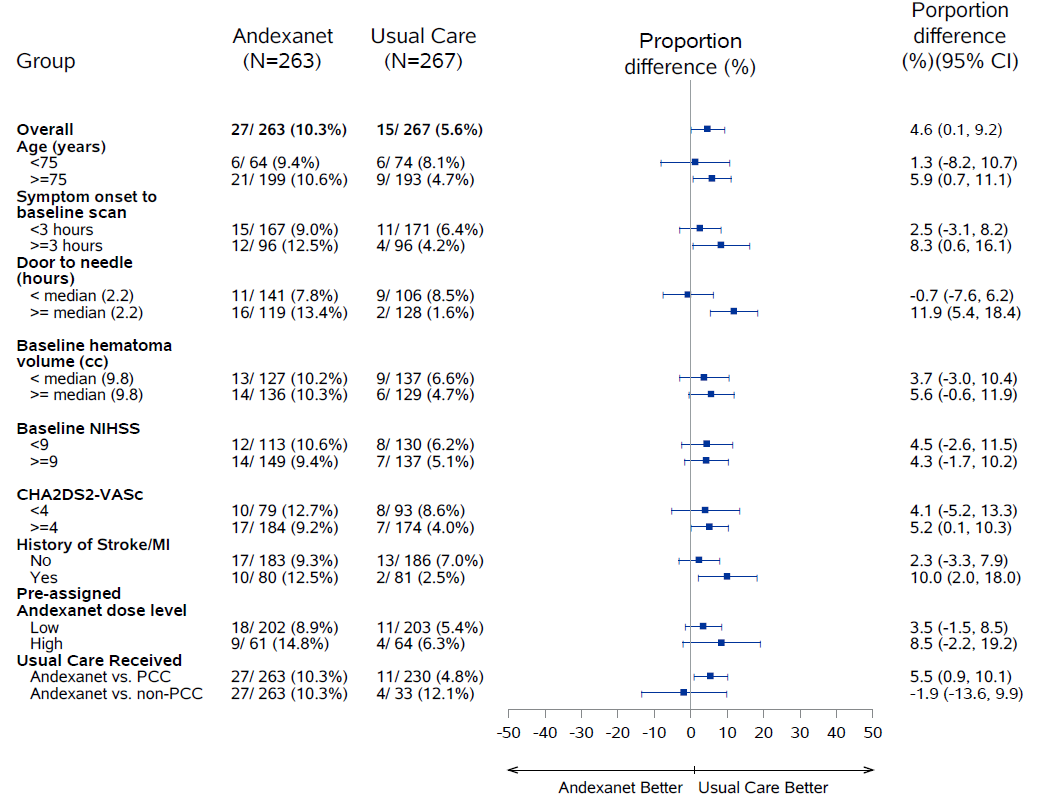 Group
Andexanet
(N=263)
Usual Care
(N=267)
Proportion
difference (%)
Porportion
difference
(%)(95% CI)
Overall 27/ 263 (10.3%) 15/ 267 (5.6%) 4.6 (0.1, 9.2)
Age (years)
<75 6/ 64 (9.4%) 6/ 74 (8.1%) 1.3 (-8.2, 10.7)
>=75 21/ 199 (10.6%) 9/ 193 (4.7%) 5.9 (0.7, 11.1)
Symptom onset to
baseline scan
<3 hours 15/ 167 (9.0%) 11/ 171 (6.4%) 2.5 (-3.1, 8.2)
>=3 hours 12/ 96 (12.5%) 4/ 96 (4.2%) 8.3 (0.6, 16.1)
Door to needle
(hours)
< median (2.2) 11/ 141 (7.8%) 9/ 106 (8.5%) -0.7 (-7.6, 6.2)
>= median (2.2) 16/ 119 (13.4%) 2/ 128 (1.6%) 11.9 (5.4, 18.4)
Baseline hematoma
volume (cc)
< median (9.8) 13/ 127 (10.2%) 9/ 137 (6.6%) 3.7 (-3.0, 10.4)
>= median (9.8) 14/ 136 (10.3%) 6/ 129 (4.7%) 5.6 (-0.6, 11.9)
Baseline NIHSS
<9 12/ 113 (10.6%) 8/ 130 (6.2%) 4.5 (-2.6, 11.5)
>=9 14/ 149 (9.4%) 7/ 137 (5.1%) 4.3 (-1.7, 10.2)
CHA2DS2-VASc
<4 10/ 79 (12.7%) 8/ 93 (8.6%) 4.1 (-5.2, 13.3)
>=4 17/ 184 (9.2%) 7/ 174 (4.0%) 5.2 (0.1, 10.3)
History of Stroke/MI
No 17/ 183 (9.3%) 13/ 186 (7.0%) 2.3 (-3.3, 7.9)
Yes 10/ 80 (12.5%) 2/ 81 (2.5%) 10.0 (2.0, 18.0)
Pre-assigned
Andexanet dose level
Low 18/ 202 (8.9%) 11/ 203 (5.4%) 3.5 (-1.5, 8.5)
High 9/ 61 (14.8%) 4/ 64 (6.3%) 8.5 (-2.2, 19.2)
Usual Care Received
Andexanet vs. PCC 27/ 263 (10.3%) 11/ 230 (4.8%) 5.5 (0.9, 10.1)
Andexanet vs. non-PCC 27/ 263 (10.3%) 4/ 33 (12.1%) -1.9 (-13.6, 9.9)
-50 -40 -30 -20 -10 0 10 20 30 40 50
Andexanet Better Usual Care Better